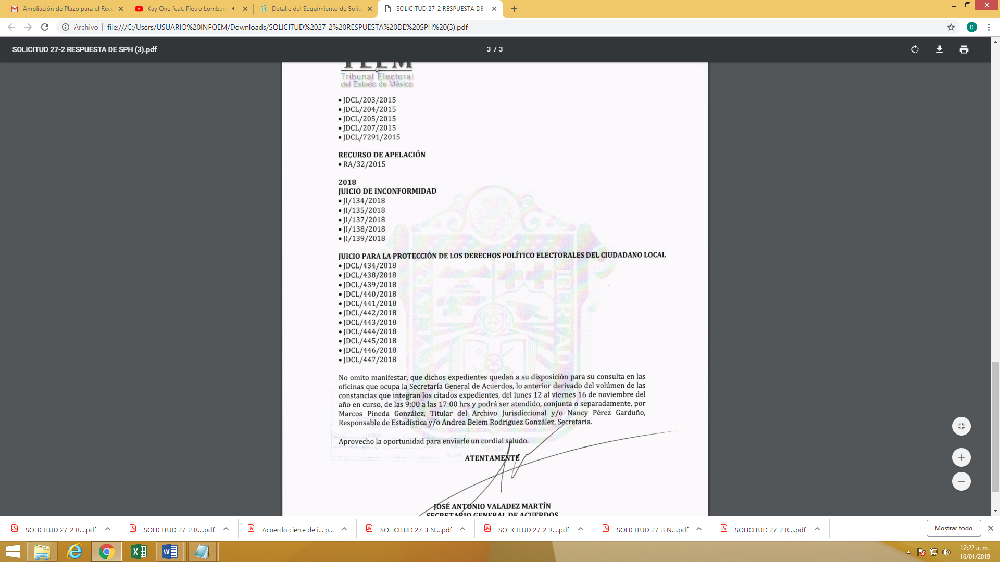 Ampliación de Plazo para el Recu
Kay One feat. Pietro Lombar
Detalle del Seguimiento de Solic
SOLICITUD 27-2 RESPUESTA DE S
Archivo
file:///C:/Users/USUARIO%20INFOEM/Downloads/SOLICITUD%2027-2%20RESPUESTA%20DE%20SPH%20(3).pdf
D
SOLICITUD 27-2 RESPUESTA DE SPH (3).pdf
3 / 3
TEEM
Tribunal Electoral
del Estado de México
• JDCL/203/2015
• JDCL/204/2015
• JDCL/205/2015
• JDCL/207/2015
• JDCL/7291/2015
RECURSO DE APELACIÓN
• RA/32/2015
2018
JUICIO DE INCONFORMIDAD
• JI/134/2018
• JI/135/2018
• JI/137/2018
• JI/138/2018
• JI/139/2018
JUICIO PARA LA PROTECCIÓN DE LOS DERECHOS POLÍTICO ELECTORALES DEL CIUDADANO LOCAL
• JDCL/434/2018
• JDCL/438/2018
• JDCL/439/2018
• JDCL/440/2018
• JDCL/441/2018
• JDCL/442/2018
• JDCL/443/2018
• JDCL/444/2018
• JDCL/445/2018
• JDCL/446/2018
• JDCL/447/2018
LIBERTAD
No omito manifestar, que dichos expedientes quedan a su disposición para su consulta en las
oficinas que ocupa la Secretaría General de Acuerdos, lo anterior derivado del volúmen de las
constancias que integran los citados expedientes, del lunes 12 al viernes 16 de noviembre del
año en curso, de las 9:00 a las 17:00 hrs y podrá ser atendido, conjunta o separadamente, por
Marcos Pineda González, Titular del Archivo Jurisdiccional y/o Nancy Pérez Garduño,
Responsable de Estadística y/o Andrea Belem Rodríguez González, Secretaria.
Aprovecho la oportunidad para enviarle un cordial saludo.
ATENTAMENTE
JOSÉ ANTONIO VALADEZ MARTÍN
SECRETARIO GENERAL DE ACUERDOS
SOLICITUD 27-2 R....pdf
SOLICITUD 27-2 R....pdf
Acuerdo cierre de i....p...
SOLICITUD 27-3 N....pdf
SOLICITUD 27-2 R....pdf
SOLICITUD 27-3 N....pdf
SOLICITUD 27-2 R....pdf
Mostrar todo
12:22 a. m.
16/01/2019